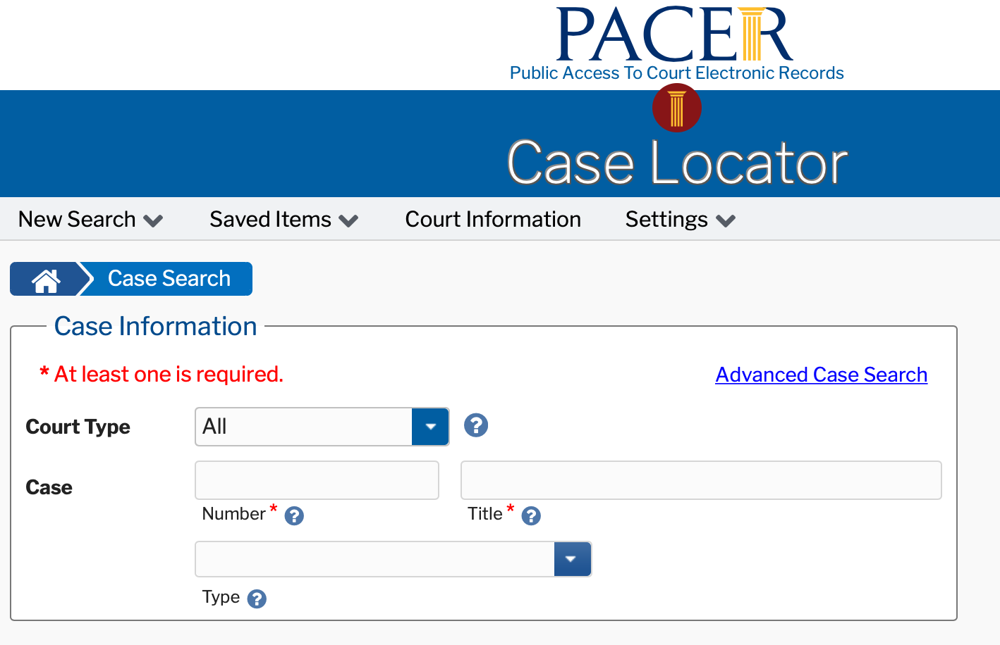 PACER
Public Access To Court Electronic Records
Case Locator
New Search Saved Items Court Information Settings
Case Search
Case Information
* At least one is required. Advanced Case Search
Court Type All ?
Case
Number * ? Title * ?
Type ?